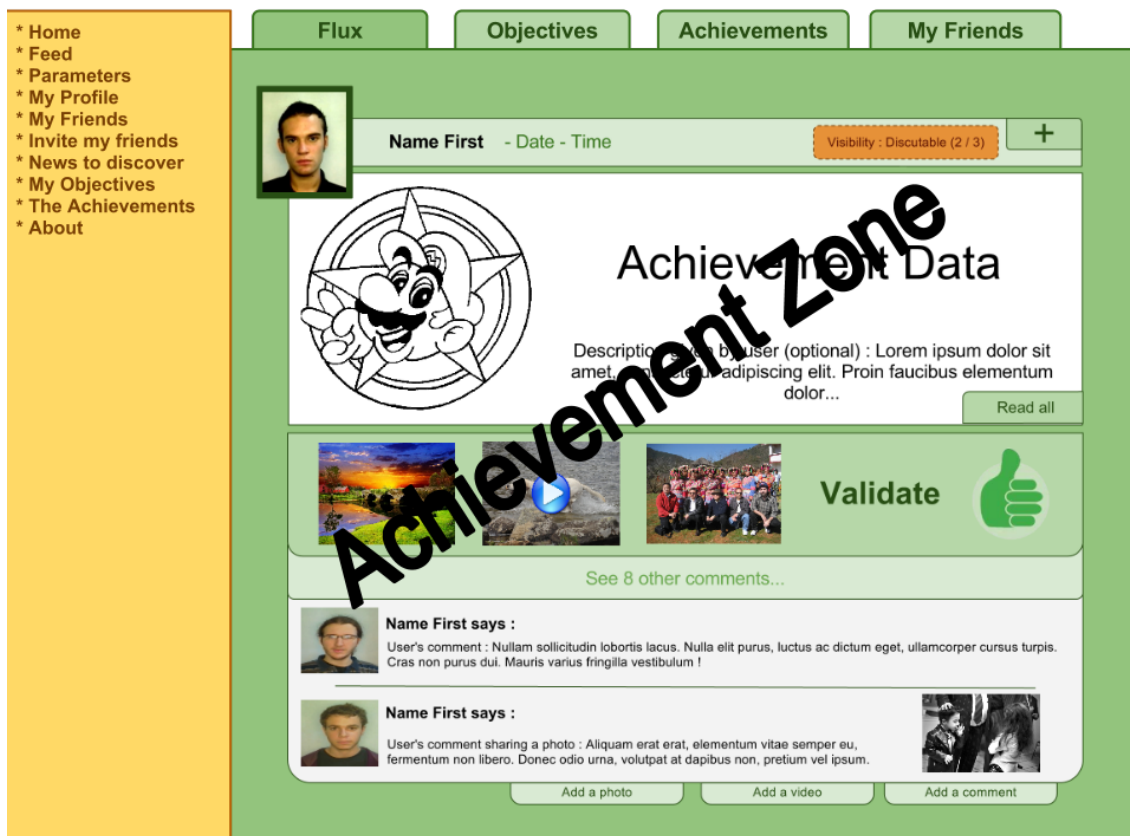 * Home
* Feed
* Parameters
* My Profile
* My Friends
* Invite my friends
* News to discover
* My Objectives
* The Achievements
* About
Flux
Objectives
Achievements
My Friends
Name First - Date - Time
Visibility : Discutable (2 / 3)
+
Achievement Data
Achievement Zone
Description given by user (optional) : Lorem ipsum dolor sit
amet, consectetur adipiscing elit. Proin faucibus elementum
dolor...
Read all
Validate
See 8 other comments...
Name First says :
User's comment : Nullam sollicitudin lobortis lacus. Nulla elit purus, luctus ac dictum eget, ullamcorper cursus turpis.
Cras non purus dui. Mauris varius fringilla vestibulum !
Name First says :
User's comment sharing a photo : Aliquam erat erat, elementum vitae semper eu,
fermentum non libero. Donec odio urna, volutpat at dapibus non, pretium vel ipsum.
Add a photo
Add a video
Add a comment